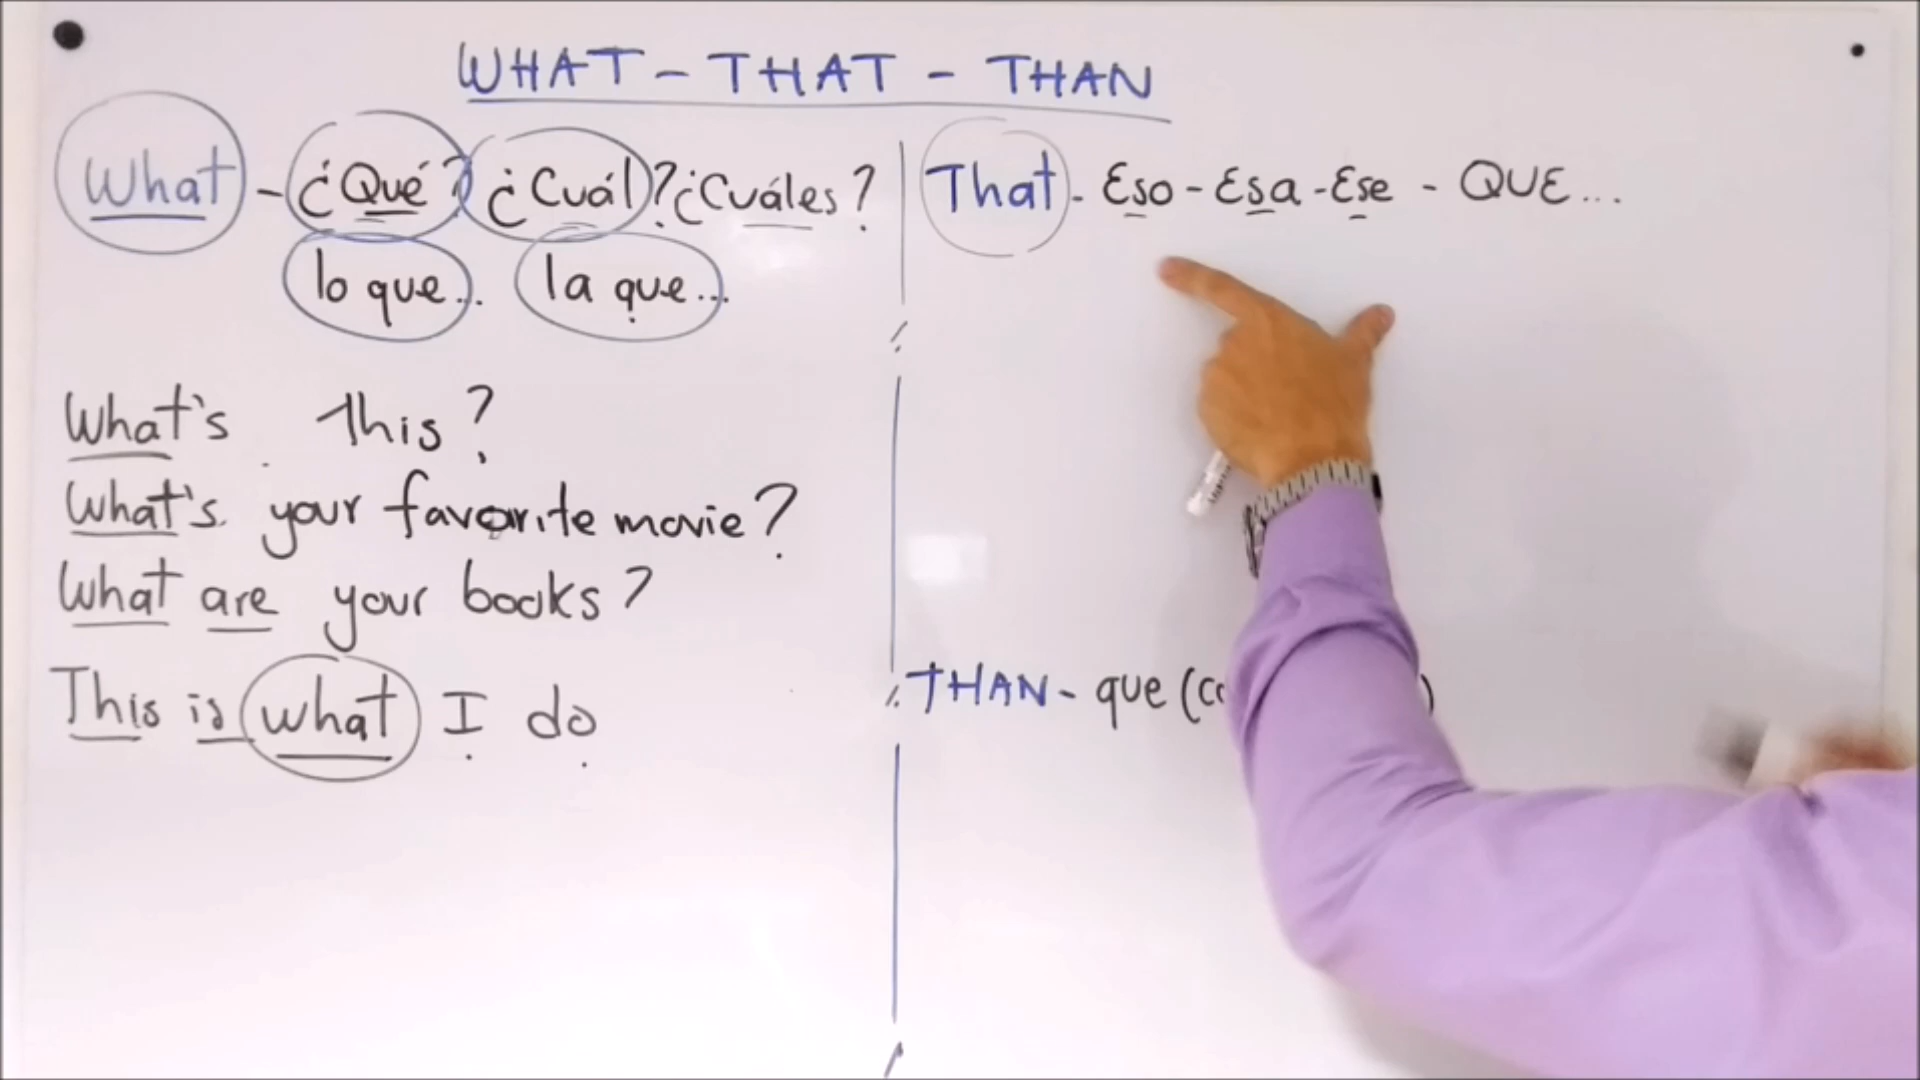 WHAT - THAT - THAN
What - ¿Qué? ¿Cuál? ¿Cuáles?
lo que... la que...
What's this?
What's your favorite movie?
What are your books?
This is what I do
That - Eso - Esa - Ese - QUE...
THAN - que (